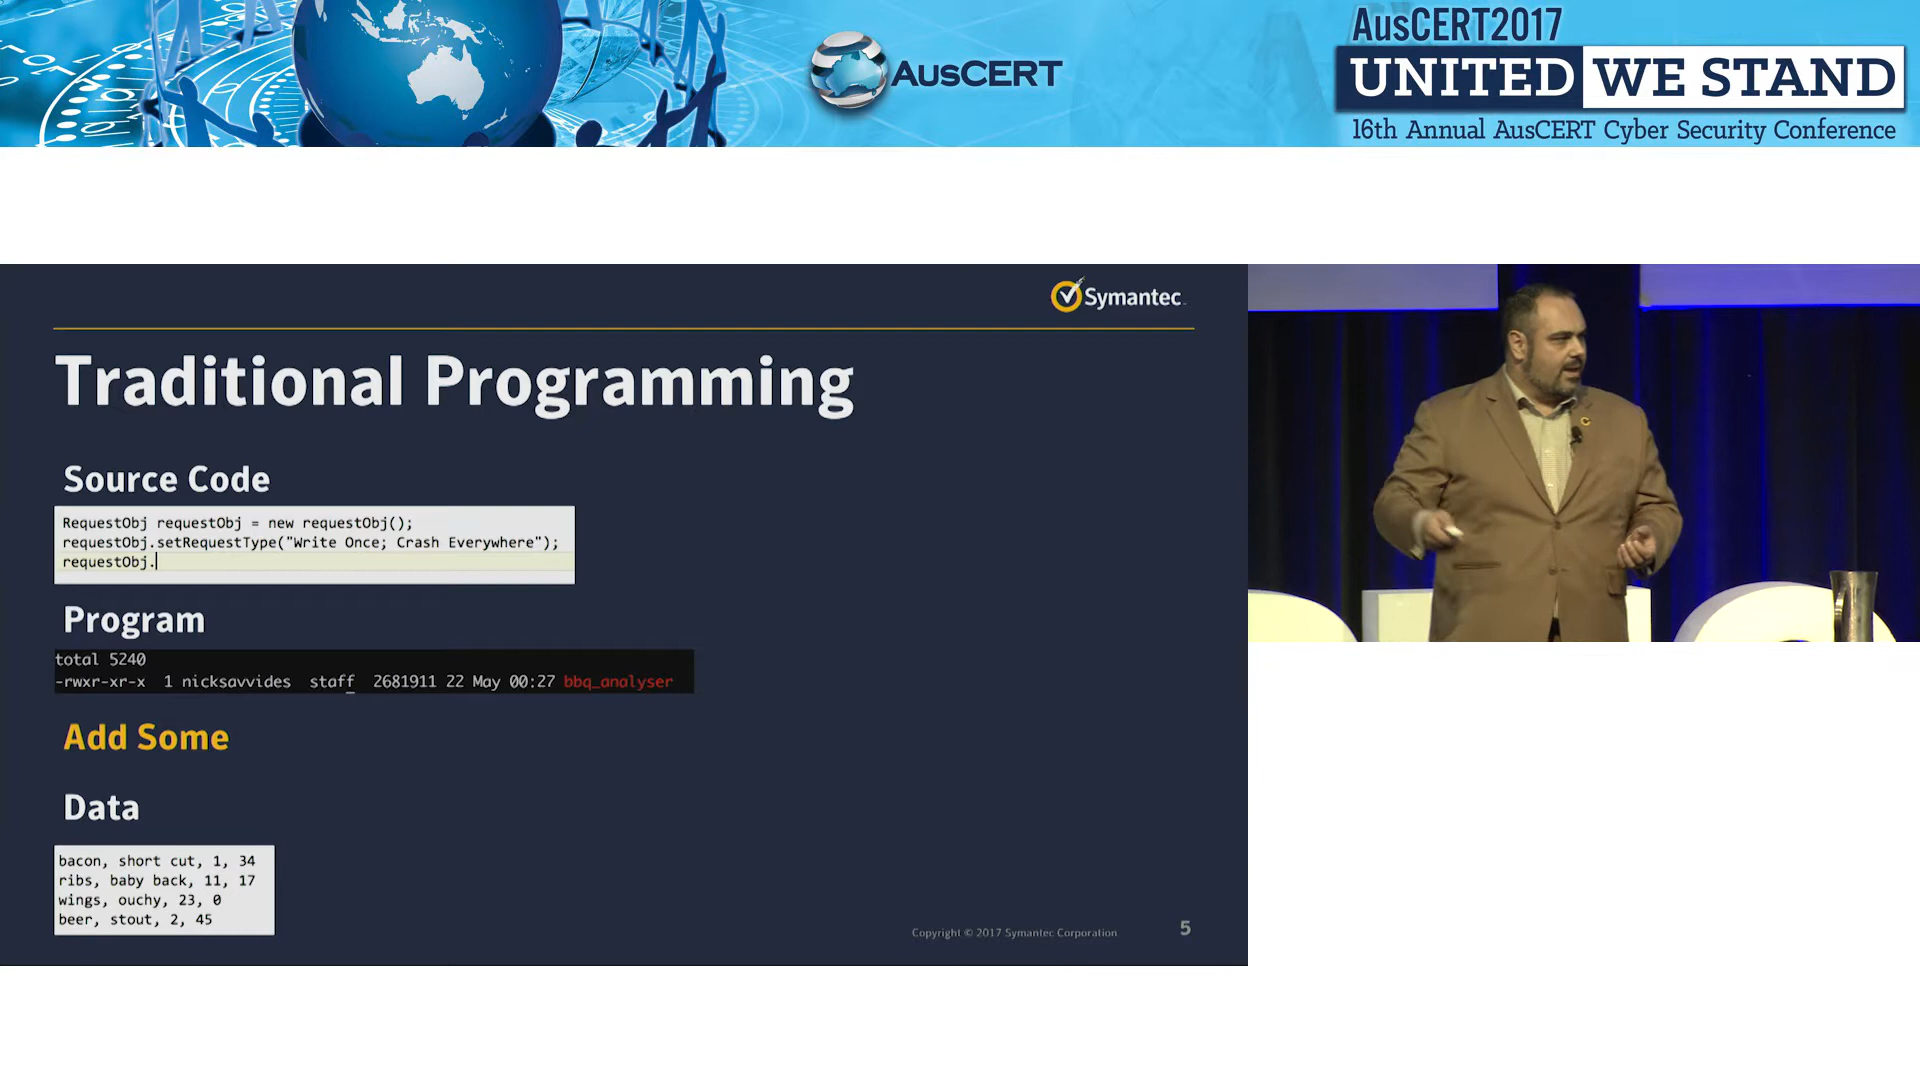 AusCERT
AusCERT2017
UNITED WE STAND
16th Annual AusCERT Cyber Security Conference
Symantec
Traditional Programming
Source Code
RequestObj requestObj = new requestObj();
requestObj.setRequestType("Write Once; Crash Everywhere");
requestObj.
Program
total 5240
-rwxr-xr-x 1 nicksavvides staff 2681911 22 May 00:27 bbq_analyser
Add Some
Data
bacon, short cut, 1, 34
ribs, baby back, 11, 17
wings, ouchy, 23, 0
beer, stout, 2, 45
Copyright © 2017 Symantec Corporation
5